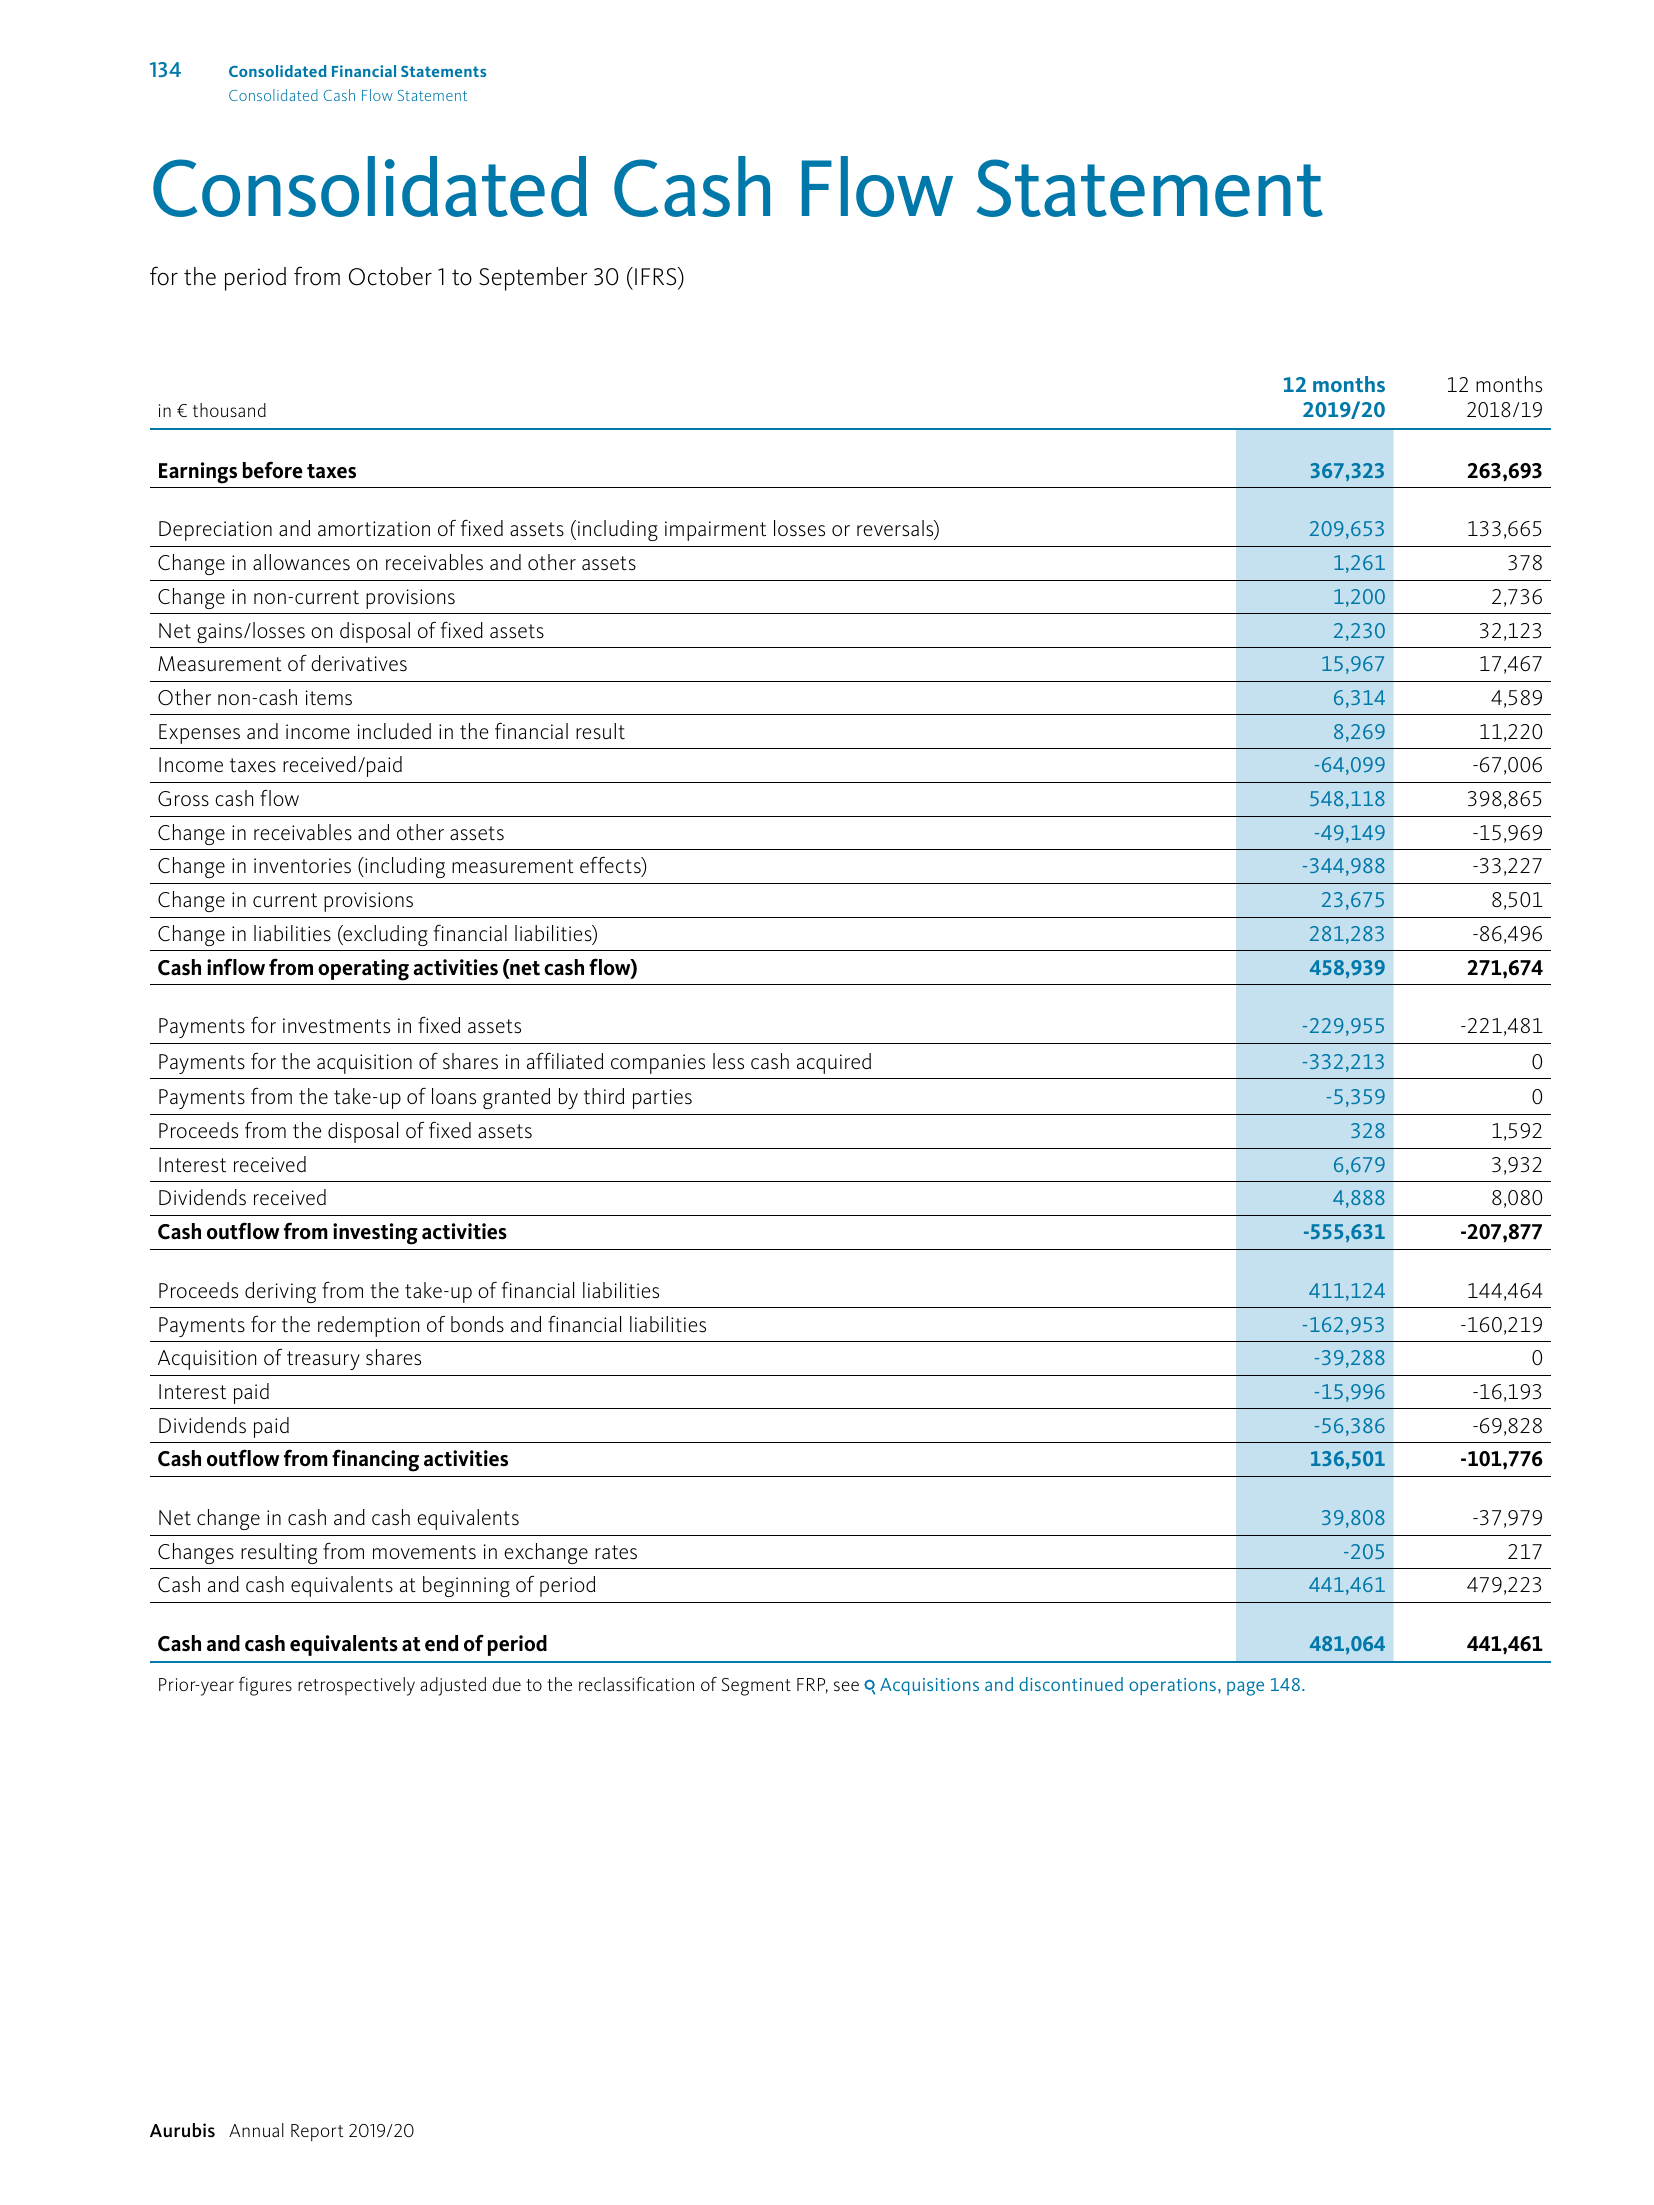 134 Consolidated Financial Statements
Consolidated Cash Flow Statement
Consolidated Cash Flow Statement
for the period from October 1 to September 30 (IFRS)
12 months 12 months
in € thousand 2019/20 2018/19
Earnings before taxes 367,323 263,693
Depreciation and amortization of fixed assets (including impairment losses or reversals) 209,653 133,665
Change in allowances on receivables and other assets 1,261 378
Change in non-current provisions 1,200 2,736
Net gains/losses on disposal of fixed assets 2,230 32,123
Measurement of derivatives 15,967 17,467
Other non-cash items 6,314 4,589
Expenses and income included in the financial result 8,269 11,220
Income taxes received/paid -64,099 -67,006
Gross cash flow 548,118 398,865
Change in receivables and other assets -49,149 -15,969
Change in inventories (including measurement effects) -344,988 -33,227
Change in current provisions 23,675 8,501
Change in liabilities (excluding financial liabilities) 281,283 -86,496
Cash inflow from operating activities (net cash flow) 458,939 271,674
Payments for investments in fixed assets -229,955 -221,481
Payments for the acquisition of shares in affiliated companies less cash acquired -332,213 0
Payments from the take-up of loans granted by third parties -5,359 0
Proceeds from the disposal of fixed assets 328 1,592
Interest received 6,679 3,932
Dividends received 4,888 8,080
Cash outflow from investing activities -555,631 -207,877
Proceeds deriving from the take-up of financial liabilities 411,124 144,464
Payments for the redemption of bonds and financial liabilities -162,953 -160,219
Acquisition of treasury shares -39,288 0
Interest paid -15,996 -16,193
Dividends paid -56,386 -69,828
Cash outflow from financing activities 136,501 -101,776
Net change in cash and cash equivalents 39,808 -37,979
Changes resulting from movements in exchange rates -205 217
Cash and cash equivalents at beginning of period 441,461 479,223
Cash and cash equivalents at end of period 481,064 441,461
Prior-year figures retrospectively adjusted due to the reclassification of Segment FRP, see Acquisitions and discontinued operations, page 148.
Aurubis Annual Report 2019/20